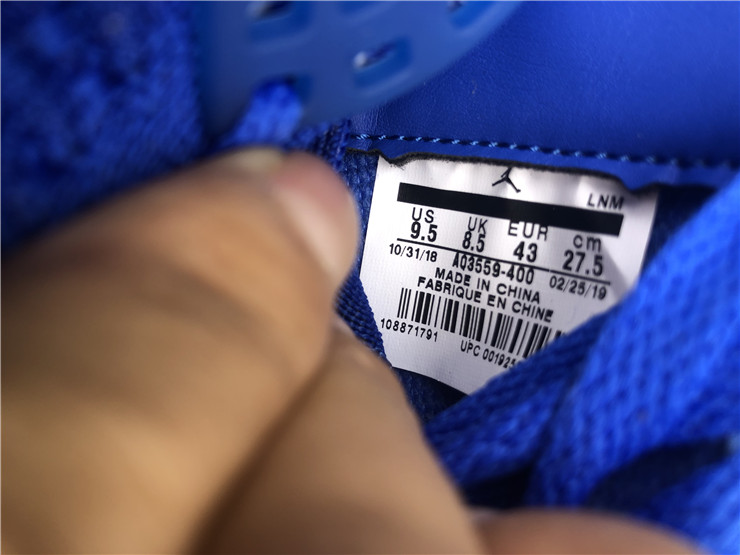 LNM
US UK EUR cm
9.5 8.5 43 27.5
10/31/18 AO3559-400 02/25/19
MADE IN CHINA
FABRIQUE EN CHINE
108871791 UPC 001925